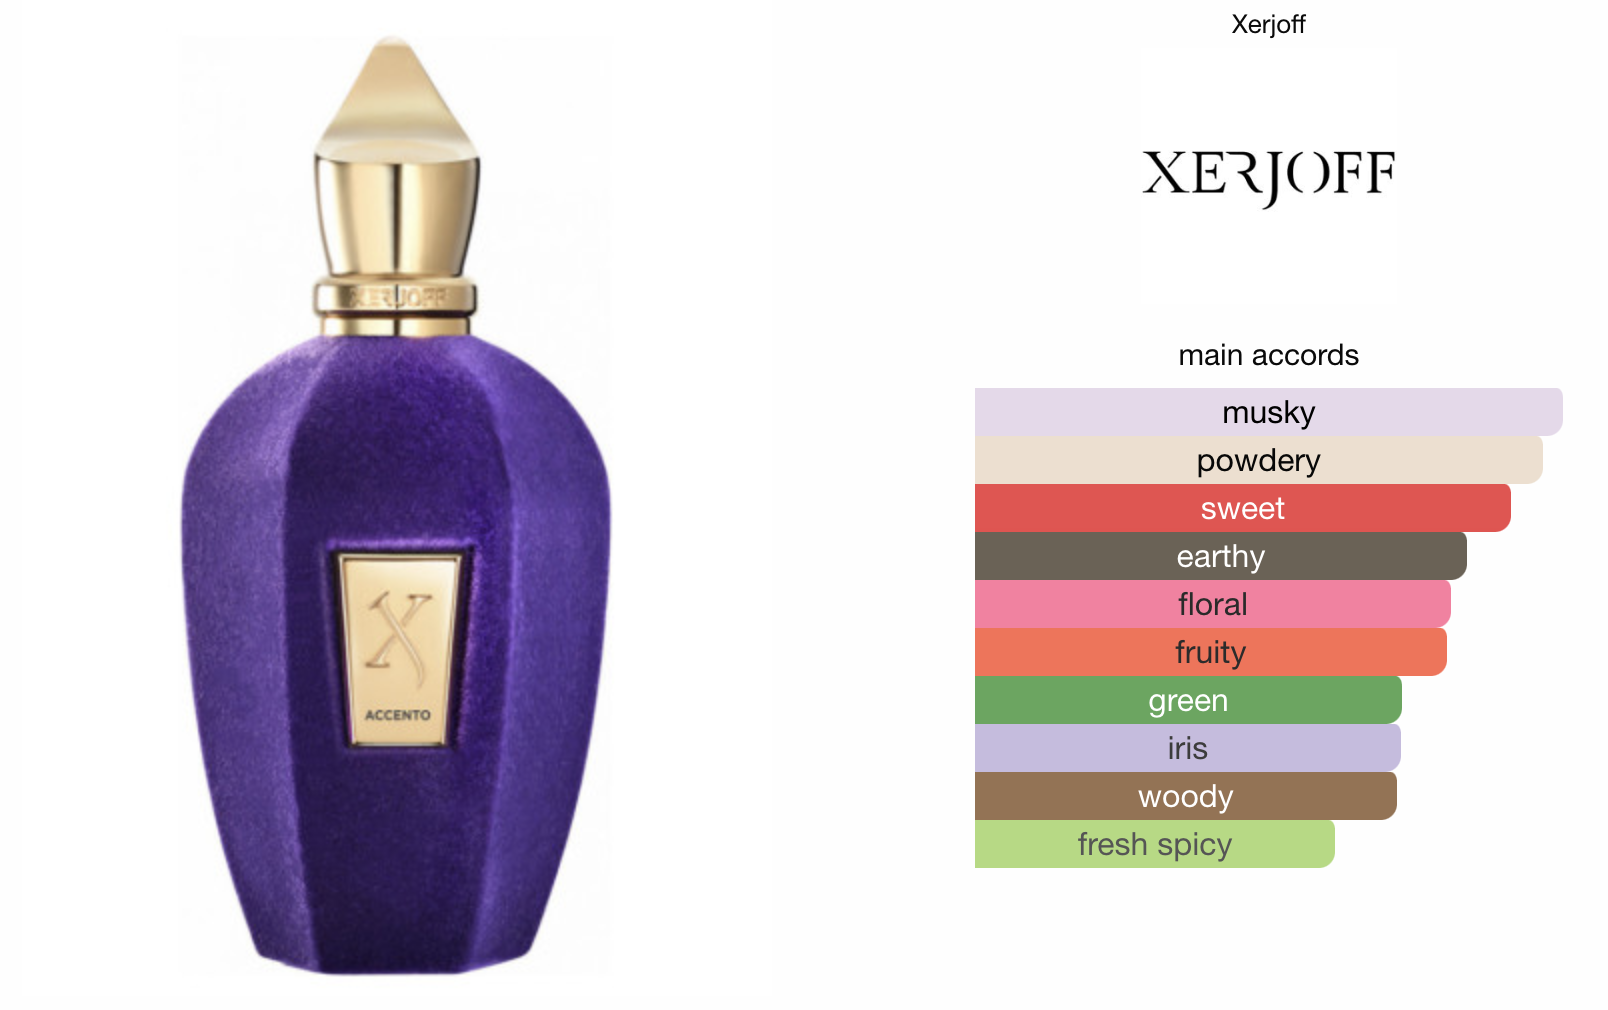 XERJOFF
X
ACCENTO
Xerjoff
XERJOFF
main accords
musky
powdery
sweet
earthy
floral
fruity
green
iris
woody
fresh spicy